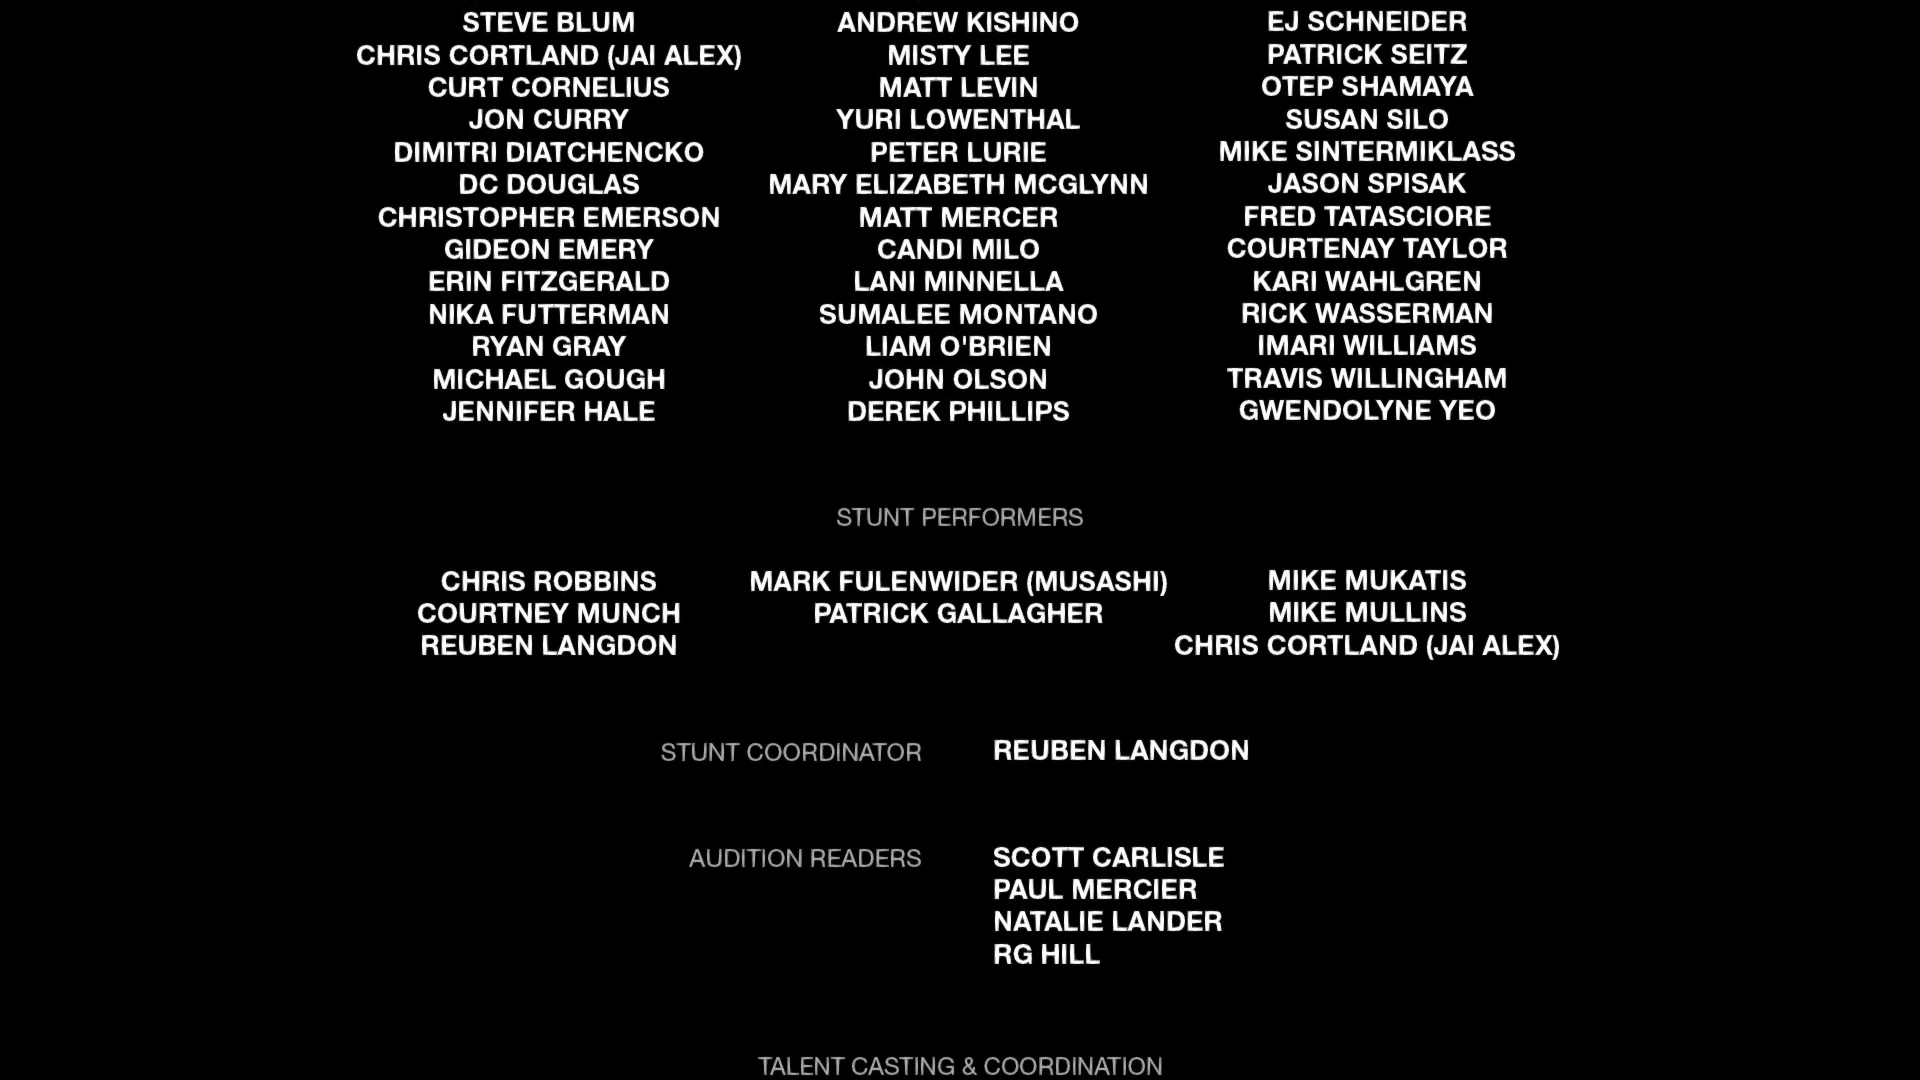 STEVE BLUM ANDREW KISHINO EJ SCHNEIDER
CHRIS CORTLAND (JAI ALEX) MISTY LEE PATRICK SEITZ
CURT CORNELIUS MATT LEVIN OTEP SHAMAYA
JON CURRY YURI LOWENTHAL SUSAN SILO
DIMITRI DIATCHENCKO PETER LURIE MIKE SINTERMIKLASS
DC DOUGLAS MARY ELIZABETH MCGLYNN JASON SPISAK
CHRISTOPHER EMERSON MATT MERCER FRED TATASCIORE
GIDEON EMERY CANDI MILO COURTENAY TAYLOR
ERIN FITZGERALD LANI MINNELLA KARI WAHLGREN
NIKA FUTTERMAN SUMALEE MONTANO RICK WASSERMAN
RYAN GRAY LIAM O'BRIEN IMARI WILLIAMS
MICHAEL GOUGH JOHN OLSON TRAVIS WILLINGHAM
JENNIFER HALE DEREK PHILLIPS GWENDOLYNE YEO
STUNT PERFORMERS
CHRIS ROBBINS MARK FULENWIDER (MUSASHI) MIKE MUKATIS
COURTNEY MUNCH PATRICK GALLAGHER MIKE MULLINS
REUBEN LANGDON CHRIS CORTLAND (JAI ALEX)
STUNT COORDINATOR REUBEN LANGDON
AUDITION READERS SCOTT CARLISLE
PAUL MERCIER
NATALIE LANDER
RG HILL
TALENT CASTING & COORDINATION